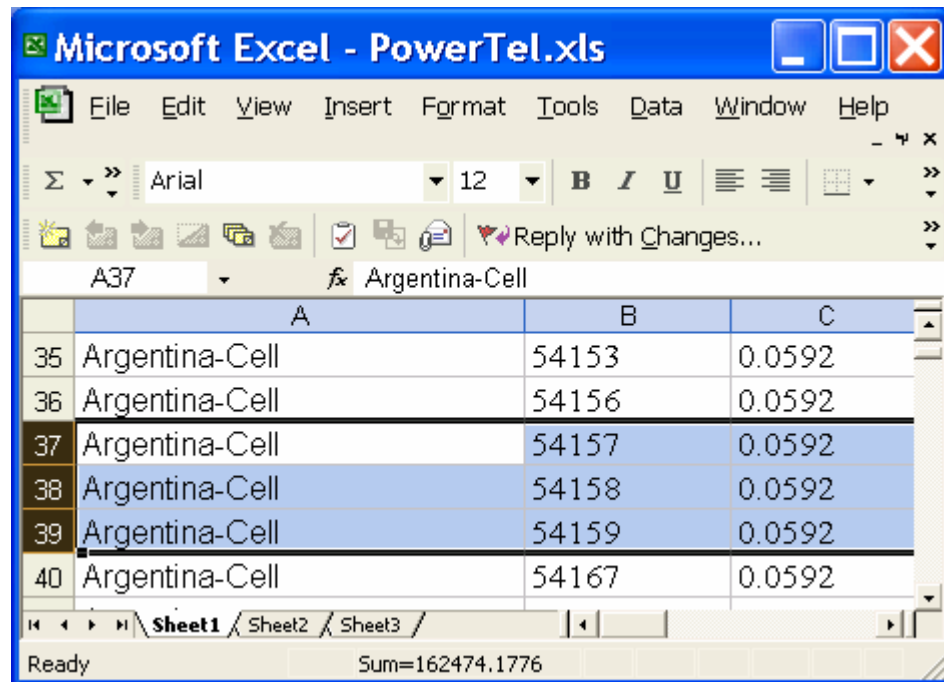 Microsoft Excel - PowerTel.xls
File Edit View Insert Format Tools Data Window Help
Σ Arial 12 B I U
Reply with Changes...
A37 fx Argentina-Cell
A B C
35 Argentina-Cell 54153 0.0592
36 Argentina-Cell 54156 0.0592
37 Argentina-Cell 54157 0.0592
38 Argentina-Cell 54158 0.0592
39 Argentina-Cell 54159 0.0592
40 Argentina-Cell 54167 0.0592
Sheet1 Sheet2 Sheet3
Ready Sum=162474.1776